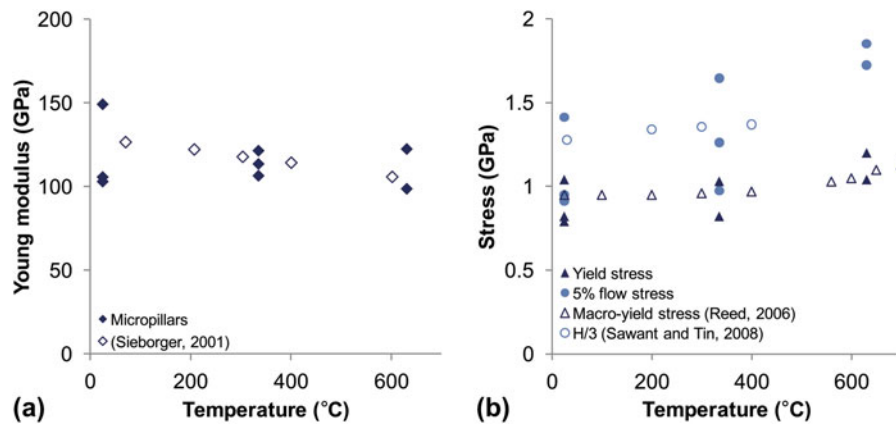 200
150
100
50
0
Young modulus (GPa)
Micropillars
(Sieborger, 2001)
0 200 400 600
(a) Temperature (°C)
2
1.5
1
0.5
0
Stress (GPa)
Yield stress
5% flow stress
Macro-yield stress (Reed, 2006)
H/3 (Sawant and Tin, 2008)
0 200 400 600
(b) Temperature (°C)